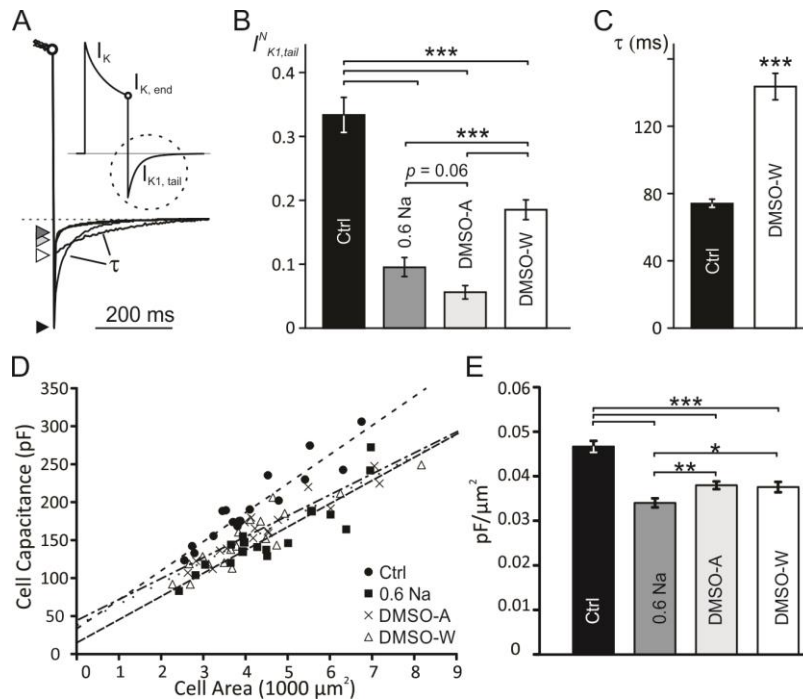 A
I_K
I_K, end
I_K1, tail
τ
200 ms
B
I^N_K1,tail
0.4
0.3
0.2
0.1
0
***
***
p = 0.06
Ctrl
0.6 Na
DMSO-A
DMSO-W
C
τ (ms)
120
80
40
0
***
Ctrl
DMSO-W
D
Cell Capacitance (pF)
350
300
250
200
150
100
50
0
0 1 2 3 4 5 6 7 8 9
Cell Area (1000 µm²)
Ctrl
0.6 Na
DMSO-A
DMSO-W
E
pF/µm²
0.06
0.05
0.04
0.03
0.02
0.01
0
***
*
**
Ctrl
0.6 Na
DMSO-A
DMSO-W